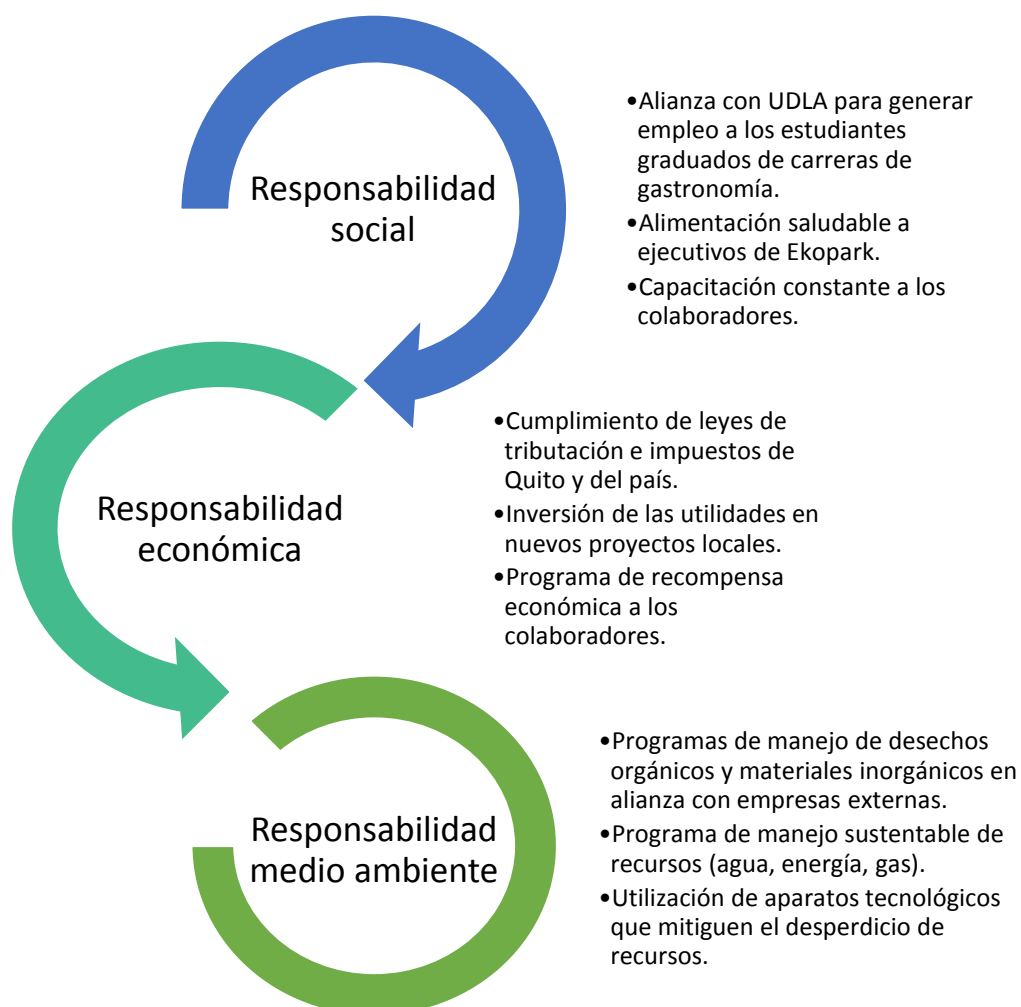 Responsabilidad
social
•Alianza con UDLA para generar
empleo a los estudiantes
graduados de carreras de
gastronomía.
•Alimentación saludable a
ejecutivos de Ekopark.
•Capacitación constante a los
colaboradores.
Responsabilidad
económica
•Cumplimiento de leyes de
tributación e impuestos de
Quito y del país.
•Inversión de las utilidades en
nuevos proyectos locales.
•Programa de recompensa
económica a los
colaboradores.
Responsabilidad
medio ambiente
•Programas de manejo de desechos
orgánicos y materiales inorgánicos en
alianza con empresas externas.
•Programa de manejo sustentable de
recursos (agua, energía, gas).
•Utilización de aparatos tecnológicos
que mitiguen el desperdicio de
recursos.